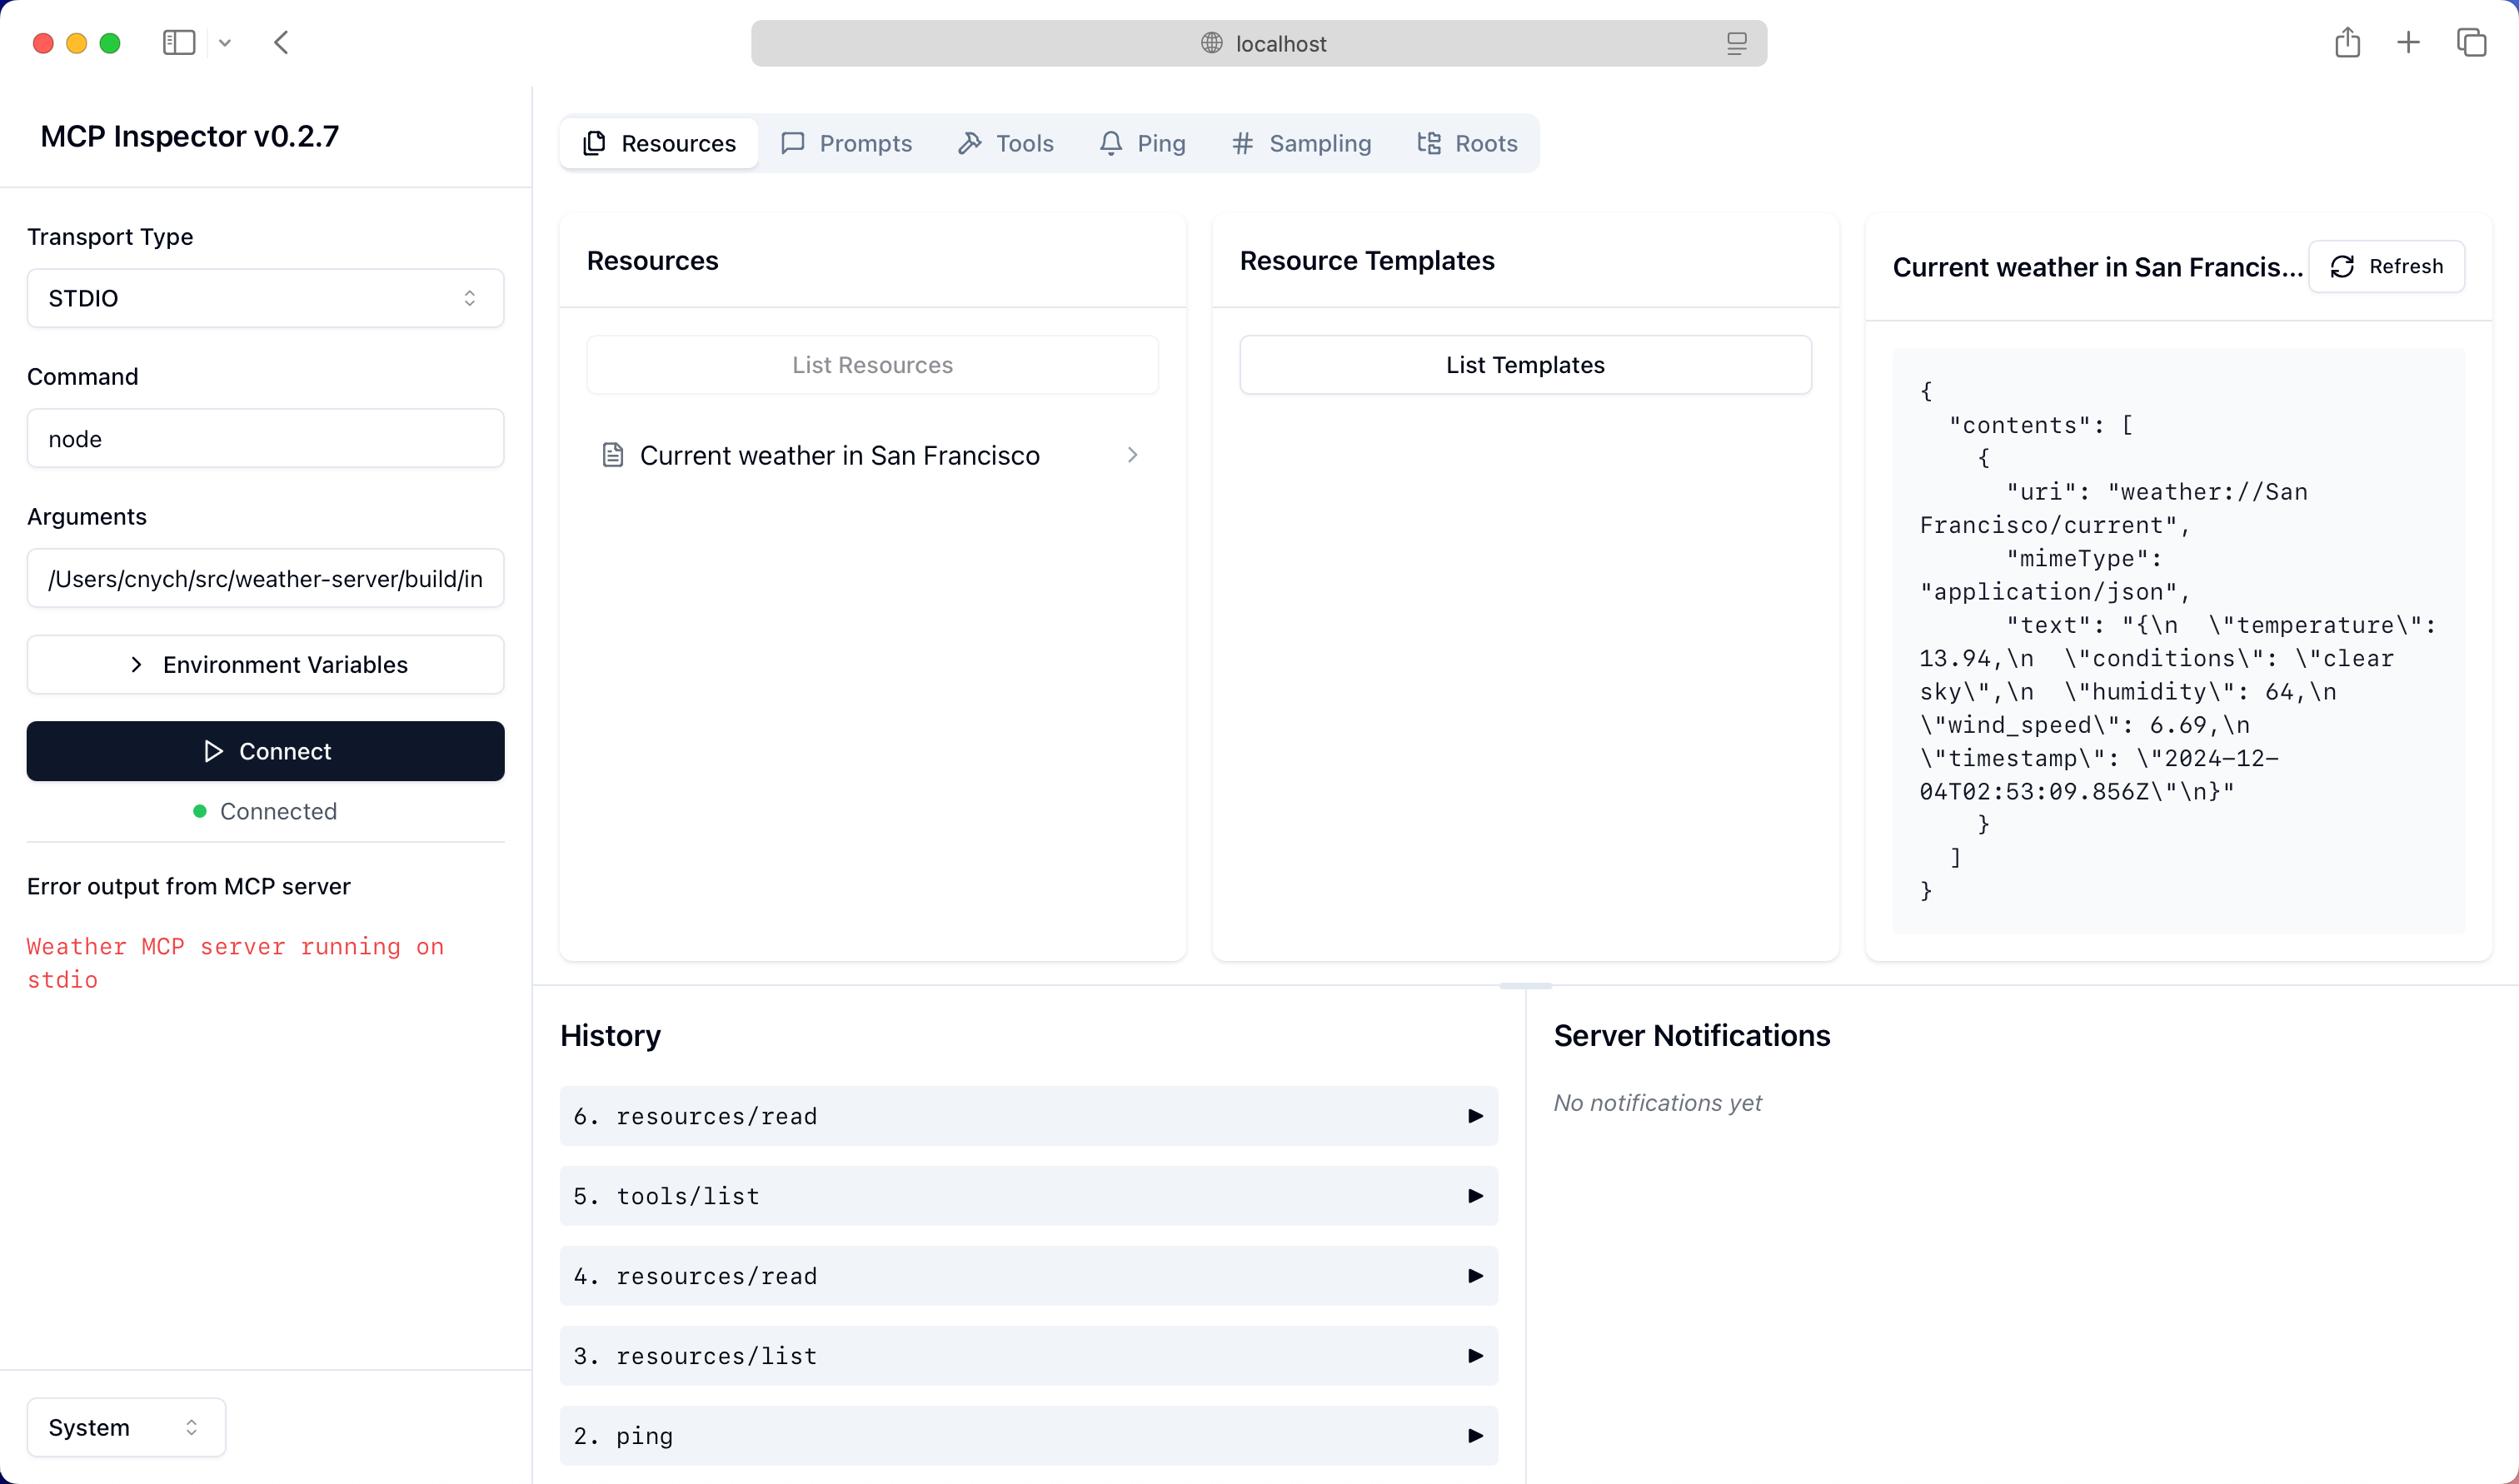 localhost
MCP Inspector v0.2.7
Transport Type
STDIO
Command
node
Arguments
/Users/cnych/src/weather-server/build/in
Environment Variables
Connect
Connected
Error output from MCP server
Weather MCP server running on
stdio
System
Resources
Prompts
Tools
Ping
Sampling
Roots
Resources
List Resources
Current weather in San Francisco
Resource Templates
List Templates
Current weather in San Francis...
Refresh
{
  "contents": [
    {
      "uri": "weather://San
Francisco/current",
      "mimeType":
"application/json",
      "text": "{\n  \"temperature\":
13.94,\n  \"conditions\": \"clear
sky\",\n  \"humidity\": 64,\n
\"wind_speed\": 6.69,\n
\"timestamp\": \"2024-12-
04T02:53:09.856Z\"\n}"
    }
  ]
}
History
6. resources/read
5. tools/list
4. resources/read
3. resources/list
2. ping
Server Notifications
No notifications yet